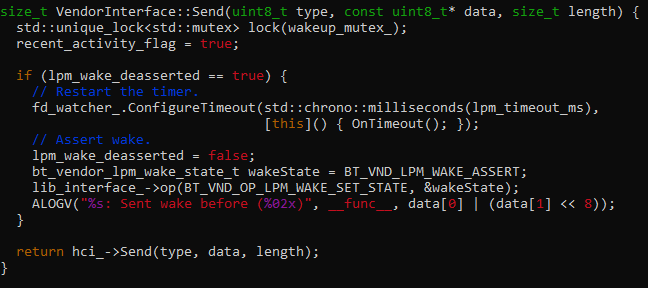 size_t VendorInterface::Send(uint8_t type, const uint8_t* data, size_t length) {
  std::unique_lock<std::mutex> lock(wakeup_mutex_);
  recent_activity_flag = true;

  if (lpm_wake_deasserted == true) {
    // Restart the timer.
    fd_watcher_.ConfigureTimeout(std::chrono::milliseconds(lpm_timeout_ms),
                                 [this]() { OnTimeout(); });
    // Assert wake.
    lpm_wake_deasserted = false;
    bt_vendor_lpm_wake_state_t wakeState = BT_VND_LPM_WAKE_ASSERT;
    lib_interface_->op(BT_VND_OP_LPM_WAKE_SET_STATE, &wakeState);
    ALOGV("%s: Sent wake before (%02x)", __func__, data[0] | (data[1] << 8));
  }

  return hci_->Send(type, data, length);
}